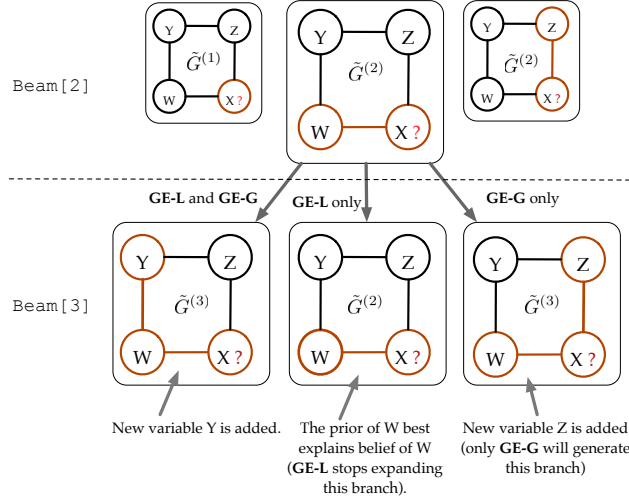 Y Z Y Z Y Z
G̃(1) G̃(2) G̃(2)
W X ? W X ? W X ?
Beam[2]
GE-L and GE-G GE-L only GE-G only
Y Z Y Z Y Z
Beam[3] G̃(3) G̃(2) G̃(3)
W X ? W X ? W X ?
New variable Y is added.
The prior of W best
explains belief of W
(GE-L stops expanding
this branch).
New variable Z is added
(only GE-G will generate
this branch)